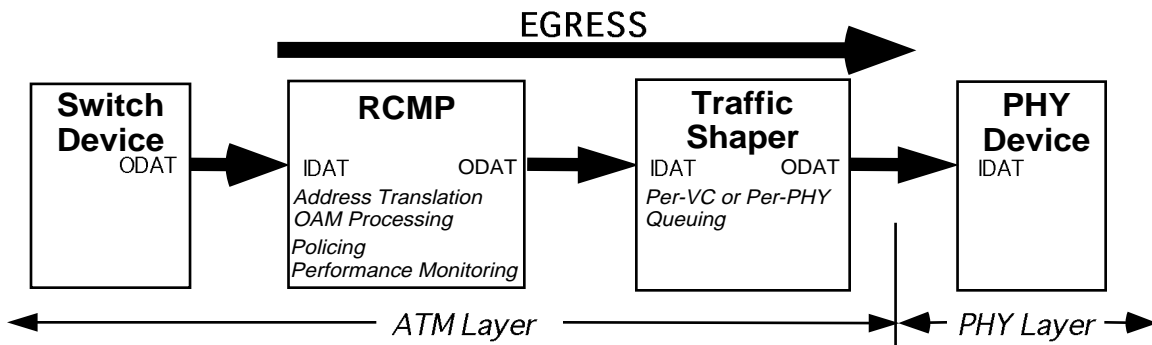 EGRESS
Switch
Device
ODAT
RCMP
IDAT ODAT
Address Translation
OAM Processing
Policing
Performance Monitoring
Traffic
Shaper
IDAT ODAT
Per-VC or Per-PHY
Queuing
PHY
Device
IDAT
ATM Layer
PHY Layer